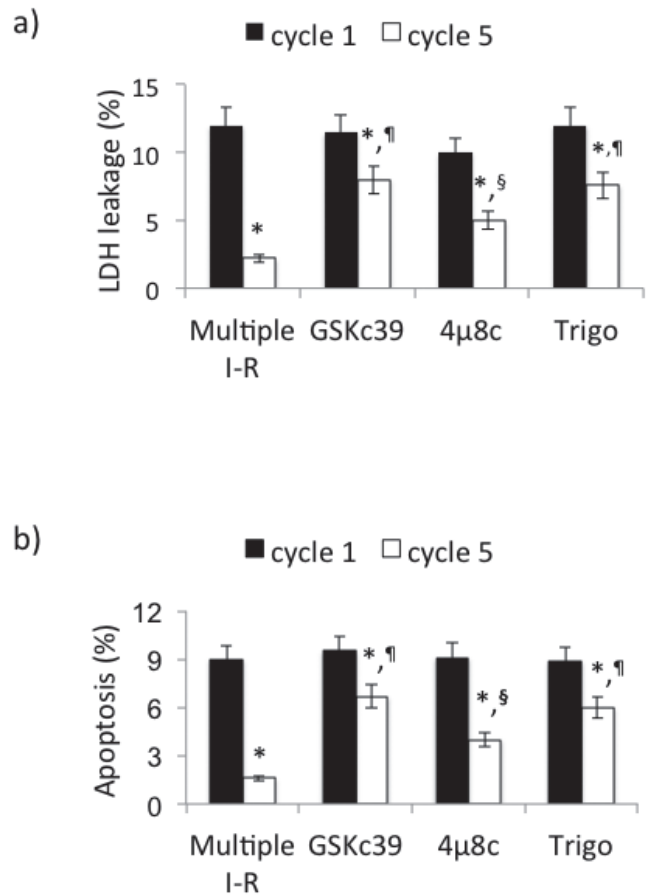 a)
■ cycle 1 □ cycle 5
LDH leakage (%)
15
10
5
0
*
*,¶
*,§
*,¶
Multiple I-R
GSKc39
4µ8c
Trigo
b)
■ cycle 1 □ cycle 5
Apoptosis (%)
12
9
6
3
0
*
*,¶
*,§
*,¶
Multiple I-R
GSKc39
4µ8c
Trigo